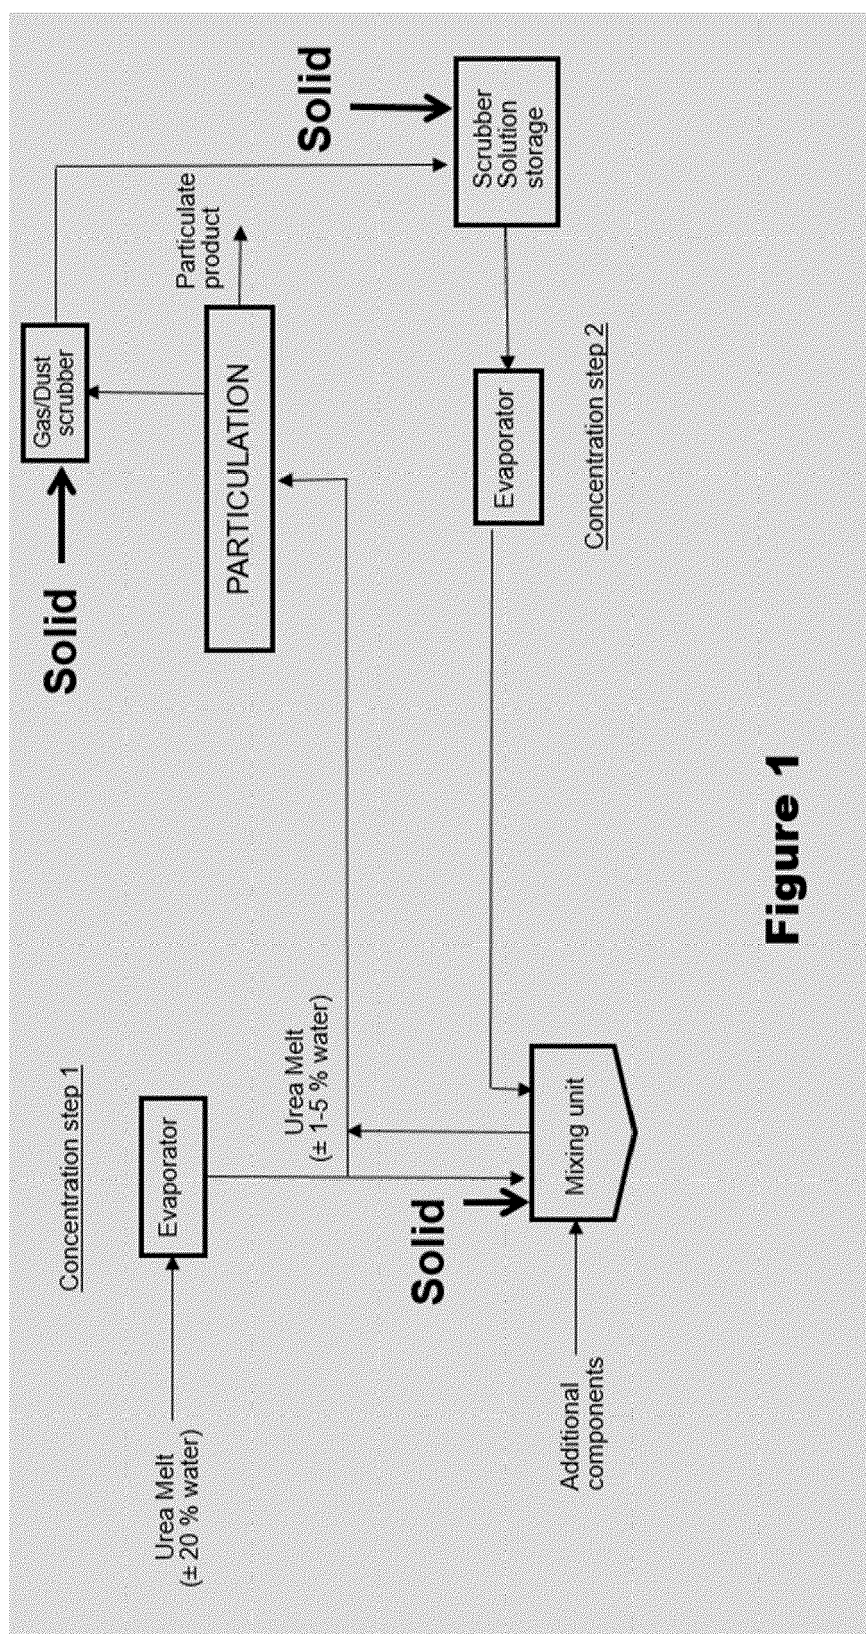 Concentration step 1
Urea Melt
(± 20 % water)
Evaporator
Urea Melt
(± 1-5 % water)
Solid
Additional
components
Mixing unit
Solid
Gas/Dust
scrubber
PARTICULATION
Particulate
product
Solid
Scrubber
Solution
storage
Evaporator
Concentration step 2
Figure 1